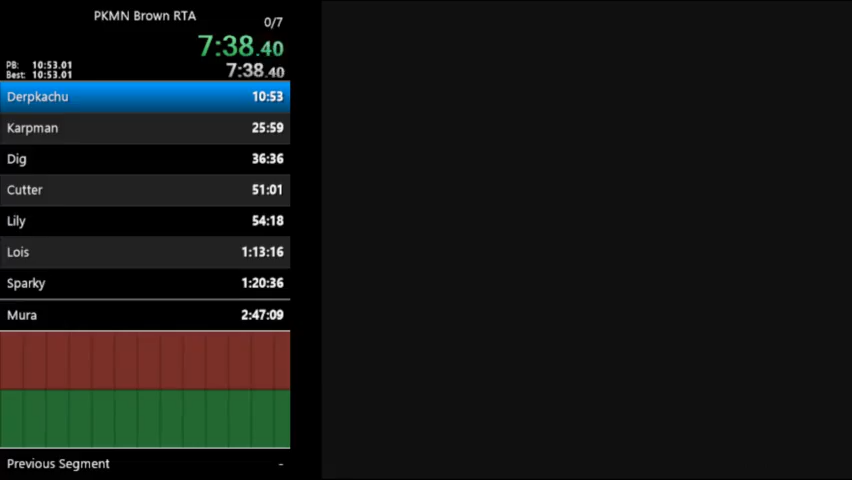 PKMN Brown RTA
0/7
7:38.40
PB: 10:53.01 7:38.40
Best: 10:53.01
Derpkachu 10:53
Karpman 25:59
Dig 36:36
Cutter 51:01
Lily 54:18
Lois 1:13:16
Sparky 1:20:36
Mura 2:47:09
Previous Segment -